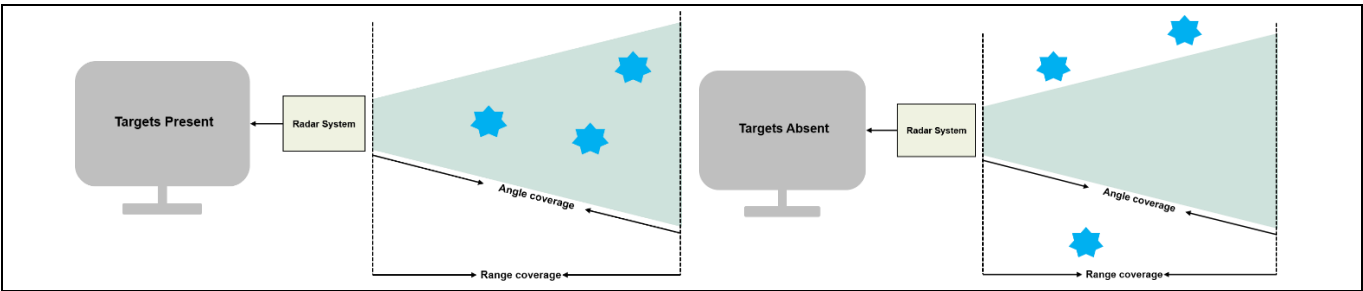 Targets Present
Radar System
Angle coverage
Range coverage
Targets Absent
Radar System
Angle coverage
Range coverage